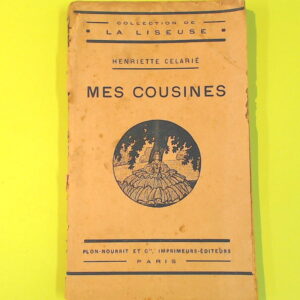 COLLECTION DE
LA LISEUSE
HENRIETTE CELARIÉ
MES COUSINES
PLON-NOURRIT ET Cie, IMPRIMEURS-ÉDITEURS
PARIS